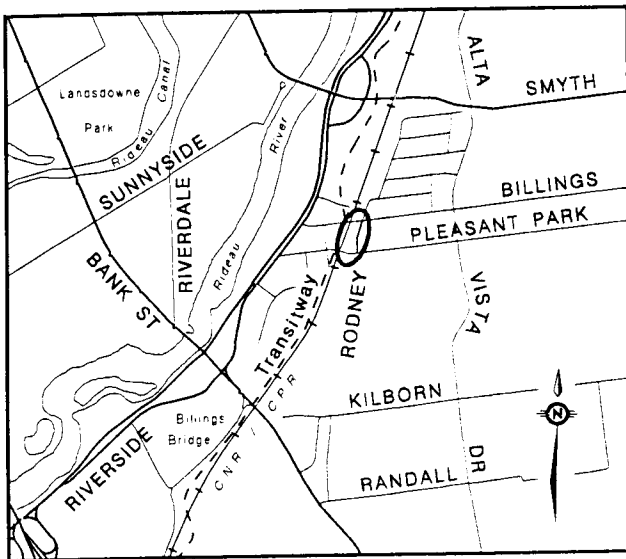 ALTA
SMYTH
Landsdowne
Park
Rideau Canal
River
SUNNYSIDE
RIVERDALE
BILLINGS
PLEASANT PARK
BANK ST
Rideau
Transitway
RODNEY
VISTA
KILBORN
N
CNR / CPR
Billings
Bridge
RIVERSIDE
RANDALL
DR